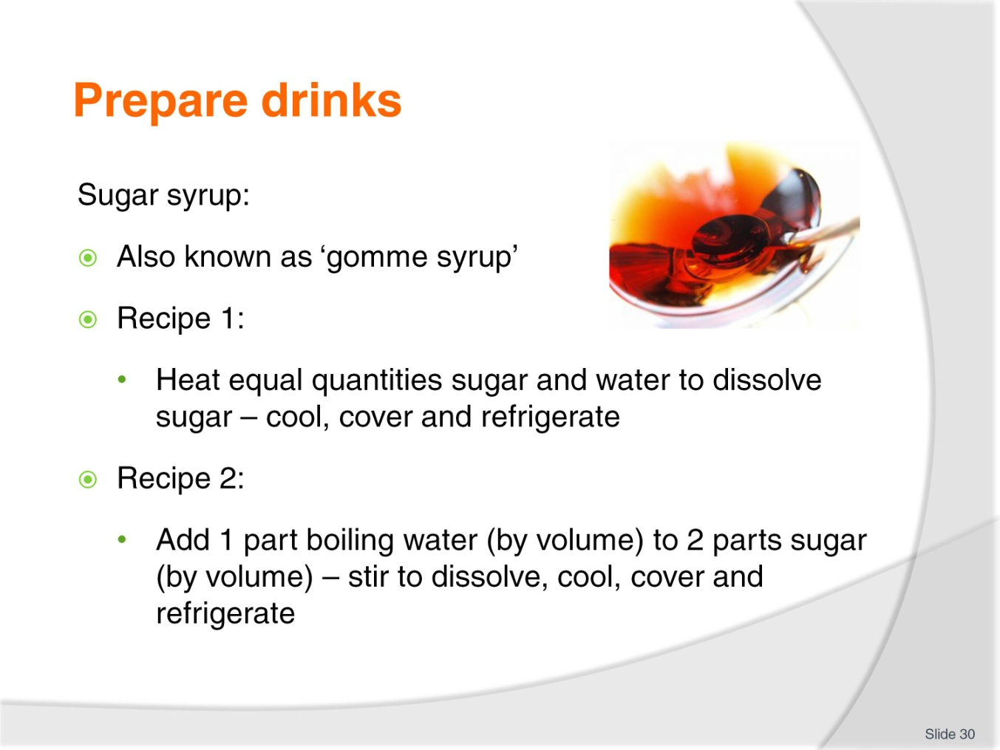 Prepare drinks
Sugar syrup:
Also known as ‘gomme syrup’
Recipe 1:
• Heat equal quantities sugar and water to dissolve
sugar – cool, cover and refrigerate
Recipe 2:
• Add 1 part boiling water (by volume) to 2 parts sugar
(by volume) – stir to dissolve, cool, cover and
refrigerate
Slide 30